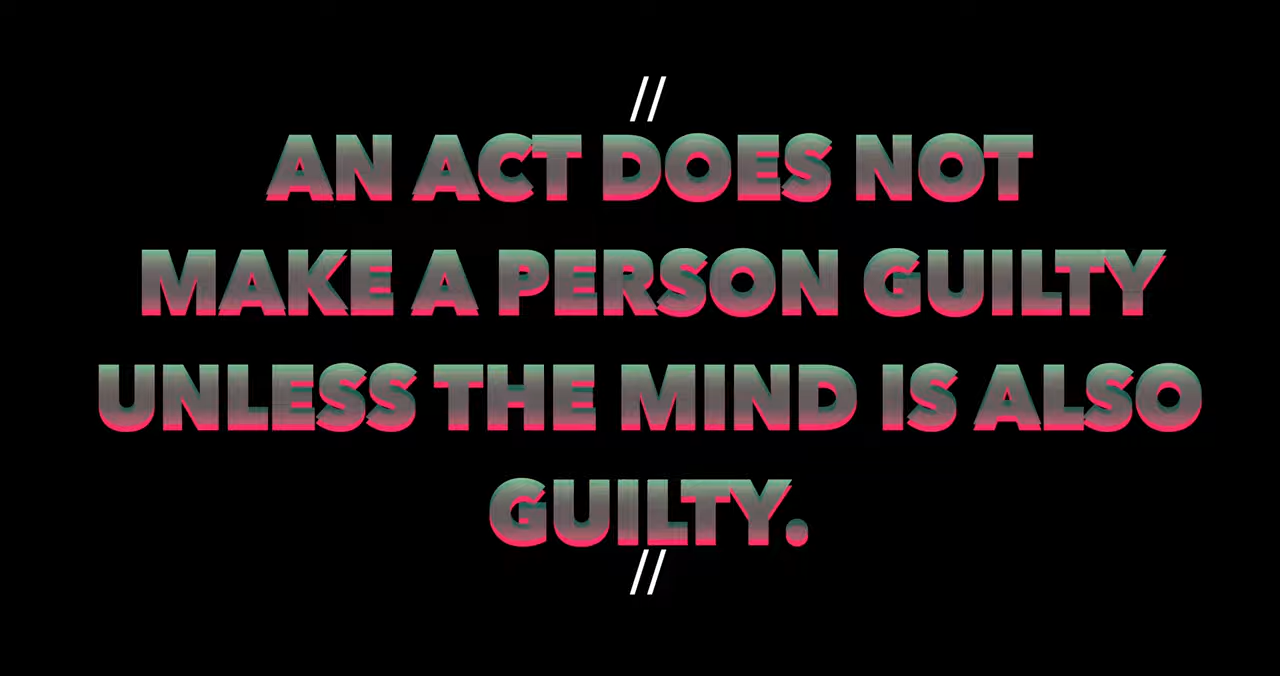 //
AN ACT DOES NOT
MAKE A PERSON GUILTY
UNLESS THE MIND IS ALSO
GUILTY.
//